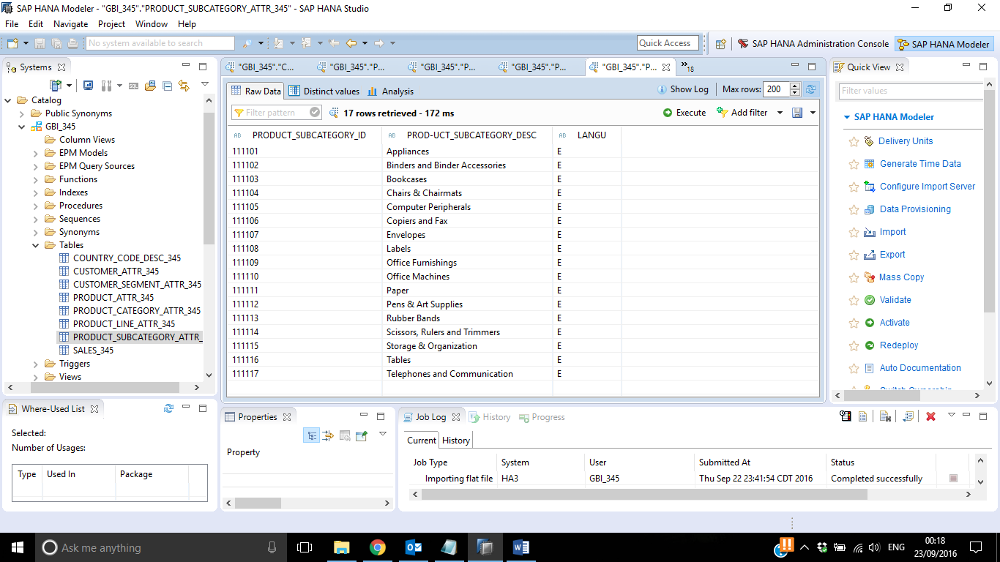 SAP HANA Modeler - "GBI_345"."PRODUCT_SUBCATEGORY_ATTR_345" - SAP HANA Studio
File Edit Navigate Project Window Help
No system available to search
Quick Access
SAP HANA Administration Console
SAP HANA Modeler
Systems
SQL
Catalog
Public Synonyms
GBI_345
Column Views
EPM Models
EPM Query Sources
Functions
Indexes
Procedures
Sequences
Synonyms
Tables
COUNTRY_CODE_DESC_345
CUSTOMER_ATTR_345
CUSTOMER_SEGMENT_ATTR_345
PRODUCT_ATTR_345
PRODUCT_CATEGORY_ATTR_345
PRODUCT_LINE_ATTR_345
PRODUCT_SUBCATEGORY_ATTR_
SALES_345
Triggers
Views
"GBI_345"."C... "GBI_345"."P... "GBI_345"."P... "GBI_345"."P... "GBI_345"."P... »18
Raw Data Distinct values Analysis Show Log Max rows: 200
Filter pattern 17 rows retrieved - 172 ms Execute Add filter
AB PRODUCT_SUBCATEGORY_ID AB PROD-UCT_SUBCATEGORY_DESC AB LANGU
111101 Appliances E
111102 Binders and Binder Accessories E
111103 Bookcases E
111104 Chairs & Chairmats E
111105 Computer Peripherals E
111106 Copiers and Fax E
111107 Envelopes E
111108 Labels E
111109 Office Furnishings E
111110 Office Machines E
111111 Paper E
111112 Pens & Art Supplies E
111113 Rubber Bands E
111114 Scissors, Rulers and Trimmers E
111115 Storage & Organization E
111116 Tables E
111117 Telephones and Communication E
Quick View
Filter values
SAP HANA Modeler
Delivery Units
Generate Time Data
Configure Import Server
Data Provisioning
Import
Export
Mass Copy
Validate
Activate
Redeploy
Auto Documentation
Switch Ownership
Where-Used List
Selected:
Number of Usages:
Type Used In Package
Properties
Property
Job Log History Progress
Current History
Job Type System User Submitted At Status
Importing flat file HA3 GBI_345 Thu Sep 22 23:41:54 CDT 2016 Completed successfully
Ask me anything
ENG
00:18
23/09/2016